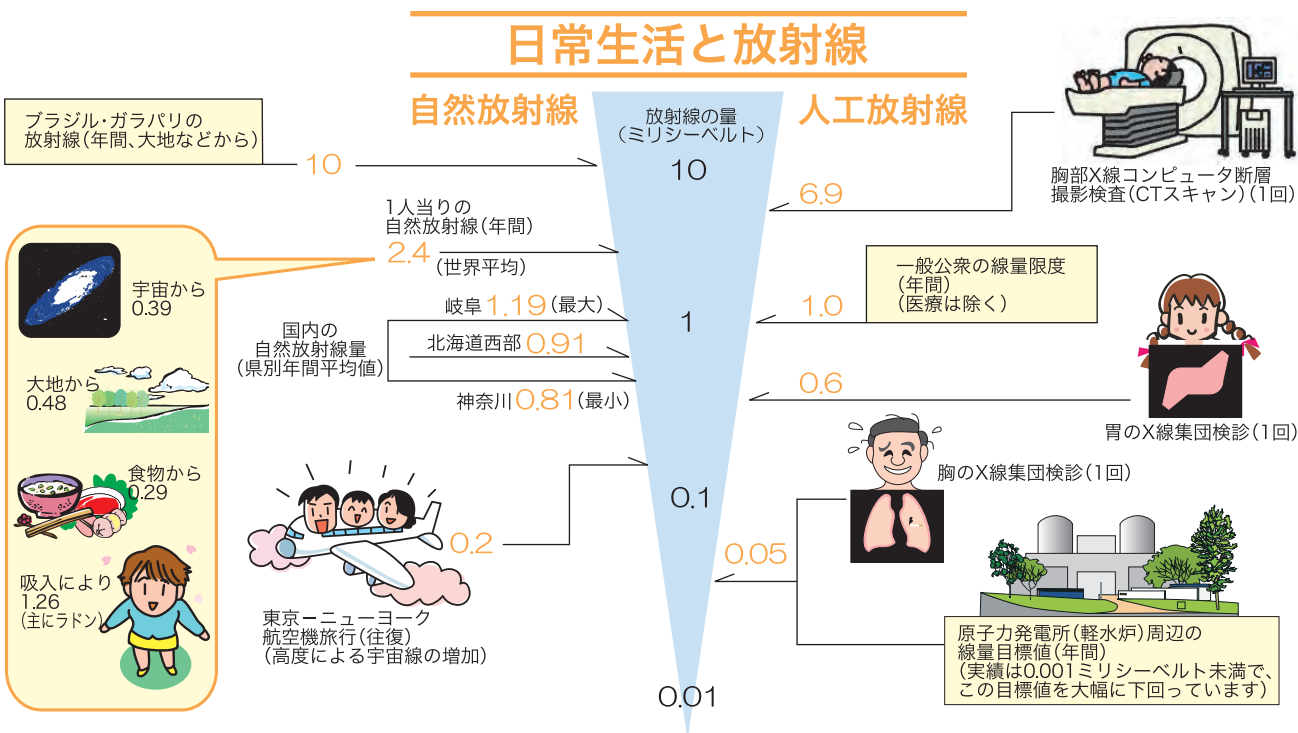 日常生活と放射線
自然放射線
放射線の量
(ミリシーベルト)
人工放射線
10
1
0.1
0.01
ブラジル・ガラパリの
放射線(年間、大地などから)
10
1人当りの
自然放射線(年間)
2.4
(世界平均)
宇宙から
0.39
大地から
0.48
食物から
0.29
吸入により
1.26
(主にラドン)
国内の
自然放射線量
(県別年間平均値)
岐阜1.19(最大)
北海道西部0.91
神奈川0.81(最小)
0.2
東京－ニューヨーク
航空機旅行(往復)
(高度による宇宙線の増加)
6.9
胸部X線コンピュータ断層
撮影検査(CTスキャン)(1回)
1.0
一般公衆の線量限度
(年間)
(医療は除く)
0.6
胃のX線集団検診(1回)
胸のX線集団検診(1回)
0.05
原子力発電所(軽水炉)周辺の
線量目標値(年間)
(実績は0.001ミリシーベルト未満で、
この目標値を大幅に下回っています)